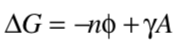 ΔG = –nϕ + γA